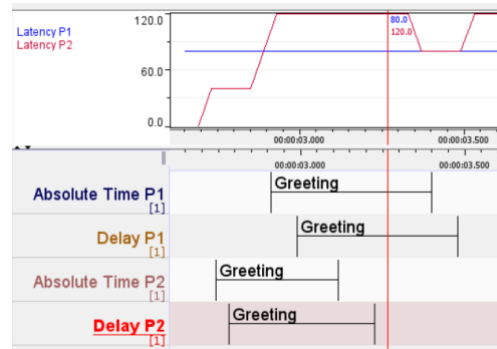 120.0
80.0
Latency P1
120.0
Latency P2
60.0
0.0
00:00:03.000 00:00:03.500
00:00:03.000 00:00:03.500
Greeting
Absolute Time P1
[1]
Greeting
Delay P1
[1]
Greeting
Absolute Time P2
[1]
Greeting
Delay P2
[1]